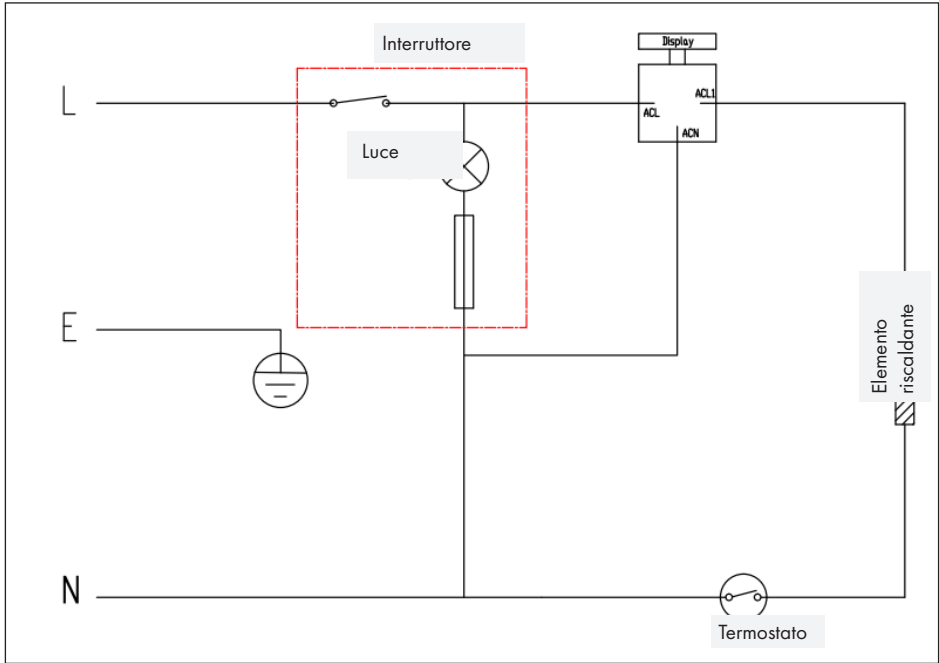 Interruttore
Display
L
ACL1
ACL
ACN
Luce
E
Elemento
riscaldante
N
Termostato